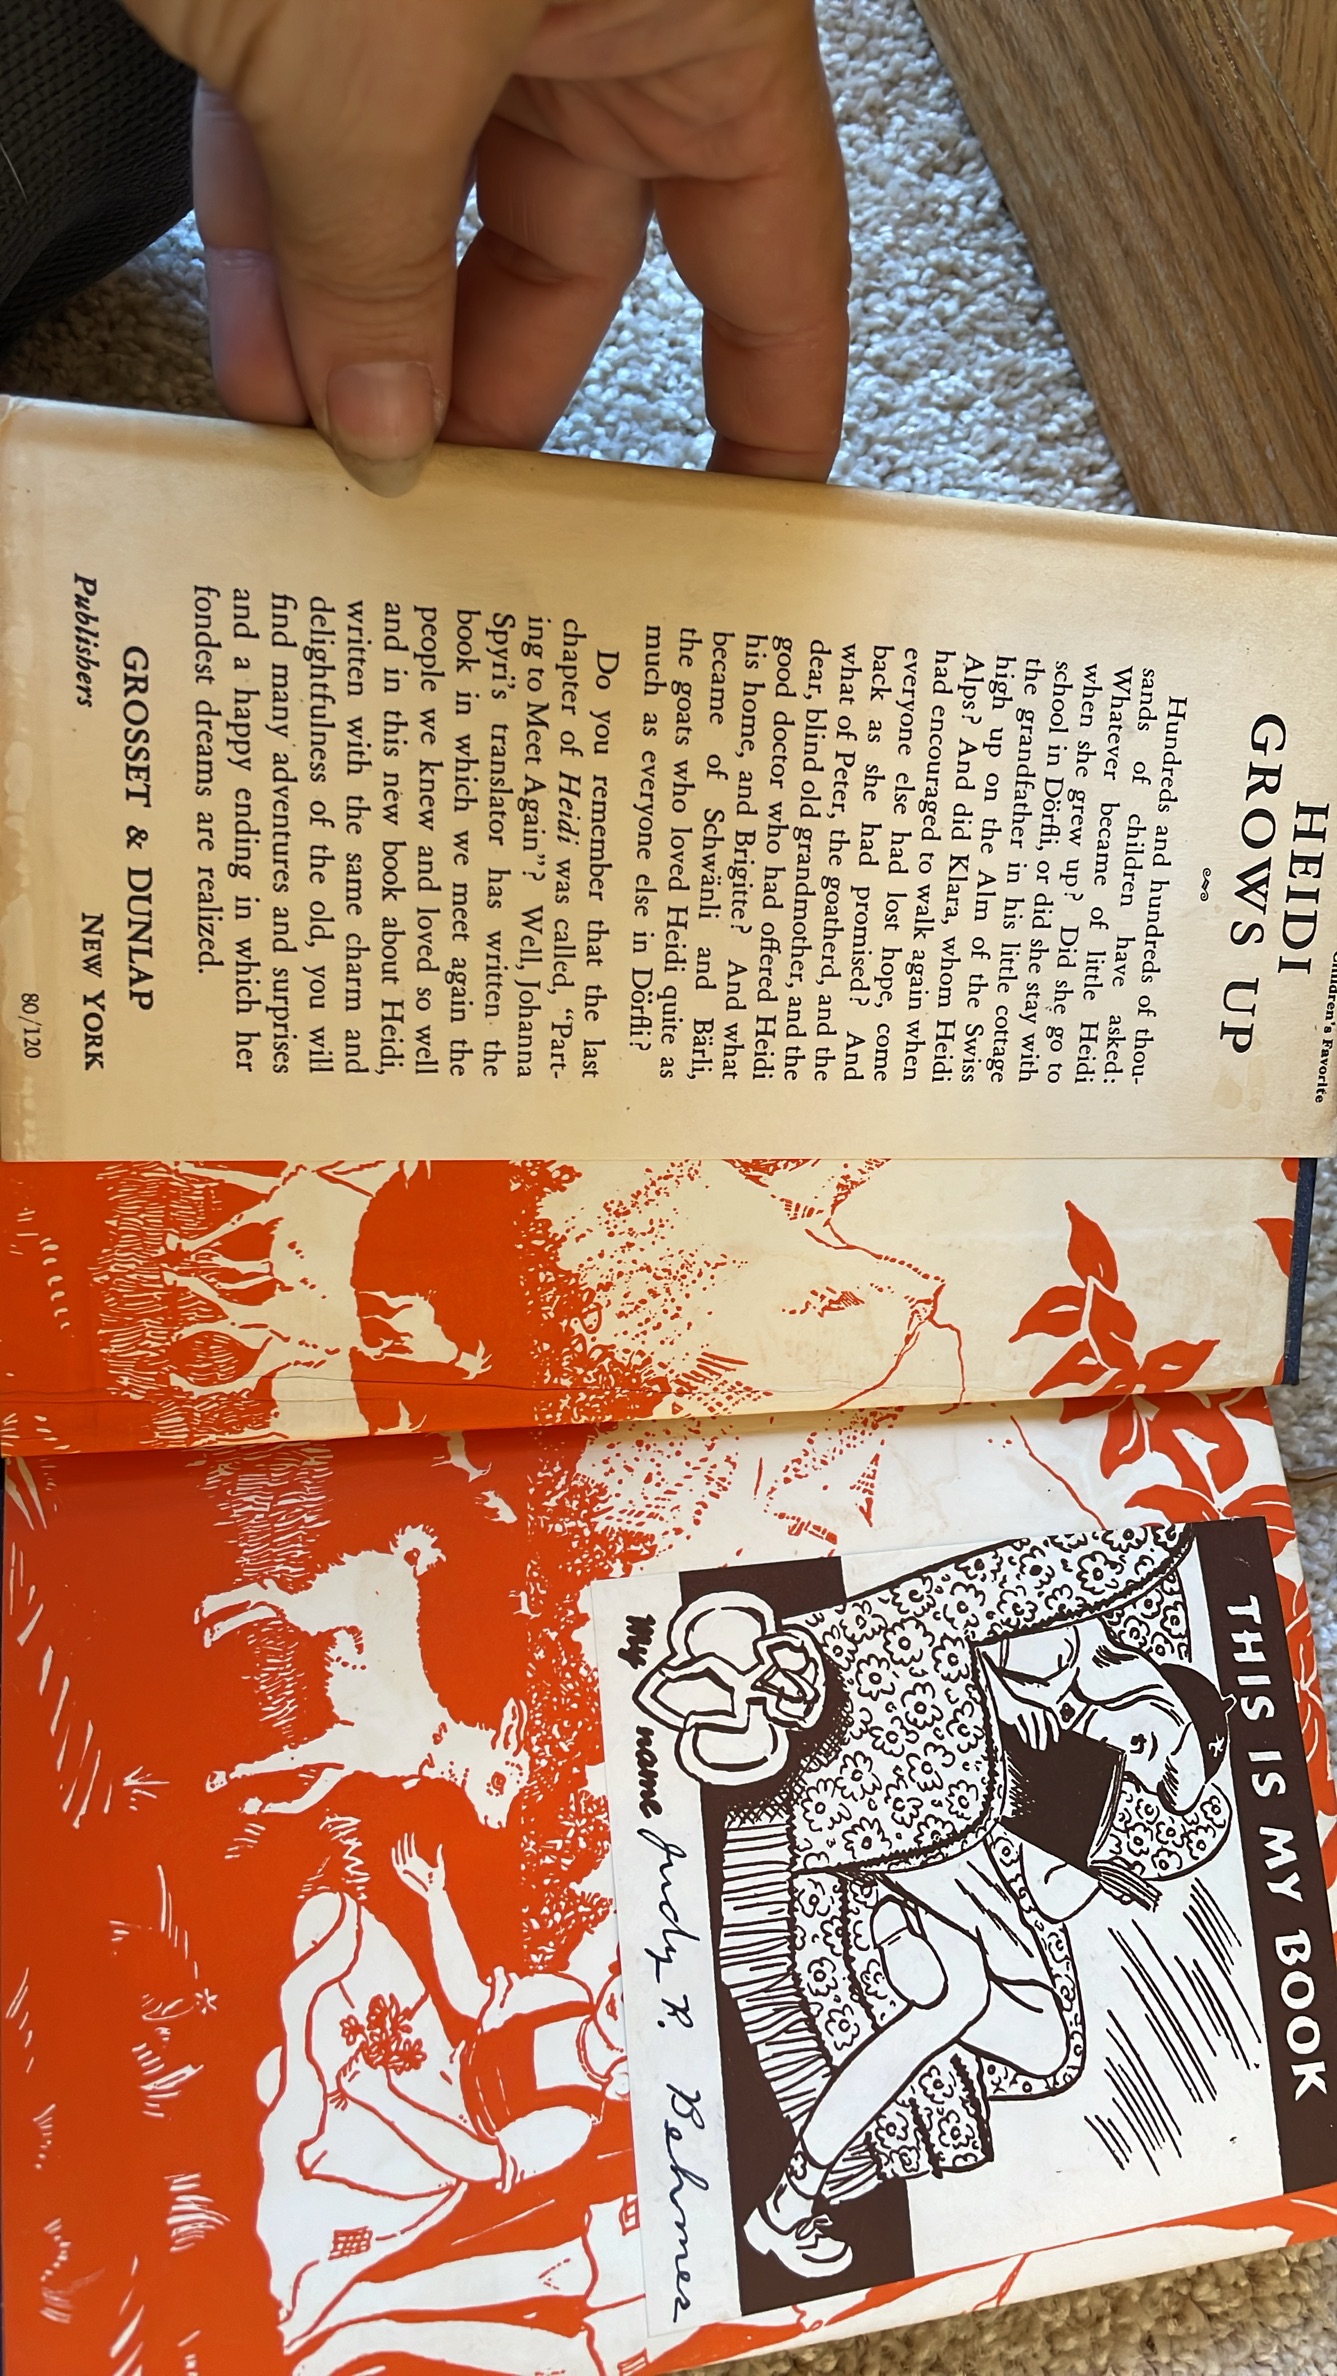 Children's Favorite
HEIDI
GROWS UP
Hundreds and hundreds of thou-
sands of children have asked:
Whatever became of little Heidi
when she grew up? Did she go to
school in Dörfli, or did she stay with
the grandfather in his little cottage
high up on the Alm of the Swiss
Alps? And did Klara, whom Heidi
had encouraged to walk again when
everyone else had lost hope, come
back as she had promised? And
what of Peter, the goatherd, and the
dear, blind old grandmother, and the
good doctor who had offered Heidi
his home, and Brigitte? And what
became of Schwänli and Bärli,
the goats who loved Heidi quite as
much as everyone else in Dörfli?
Do you remember that the last
chapter of Heidi was called, “Part-
ing to Meet Again”? Well, Johanna
Spyri's translator has written the
book in which we meet again the
people we knew and loved so well
and in this new book about Heidi,
written with the same charm and
delightfulness of the old, you will
find many adventures and surprises
and a happy ending in which her
fondest dreams are realized.
GROSSET & DUNLAP
Publishers NEW YORK
80/120
THIS IS MY BOOK
My name Judy R. Behmer